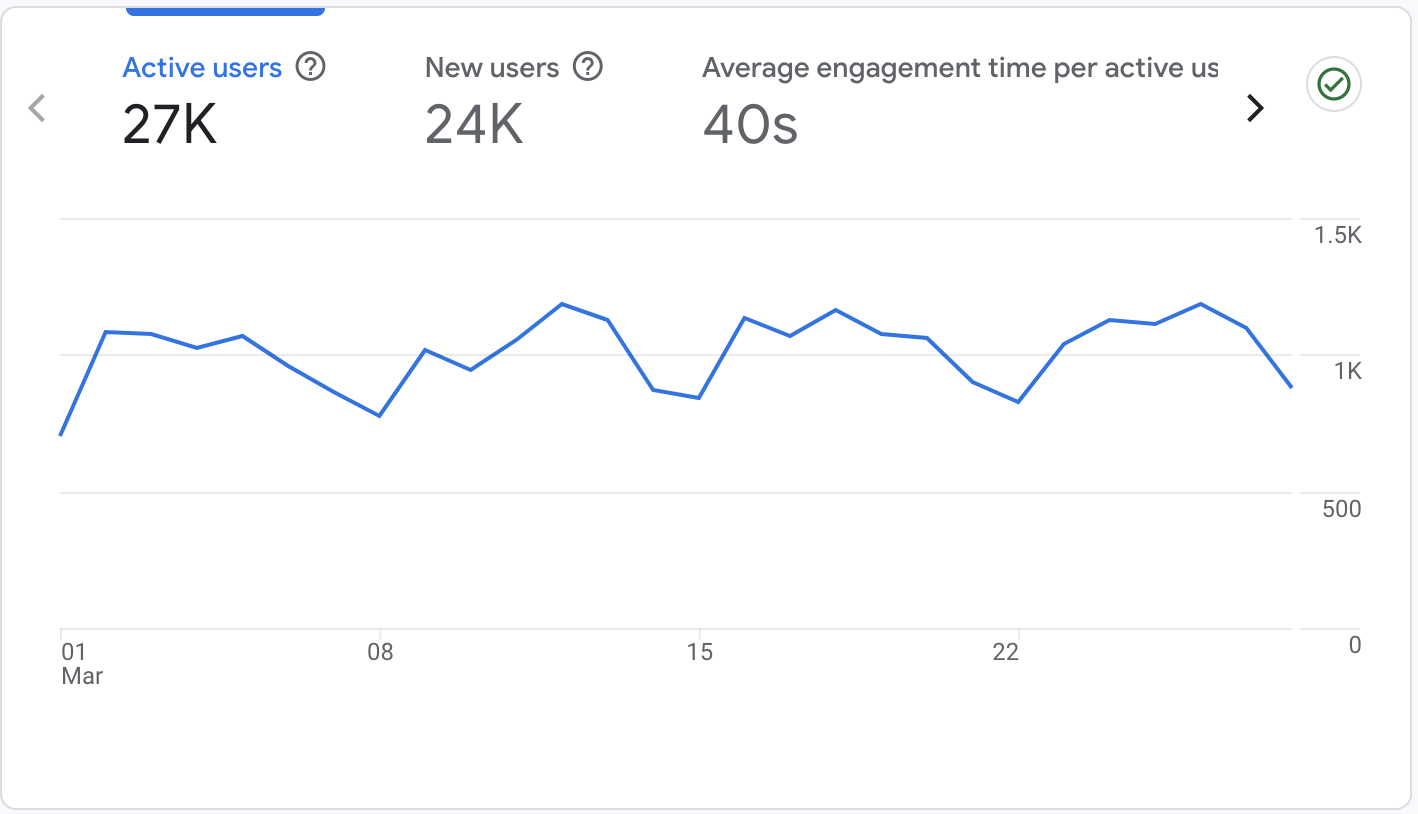 Active users
New users
Average engagement time per active us
27K
24K
40s
1.5K
1K
500
0
01
Mar
08
15
22